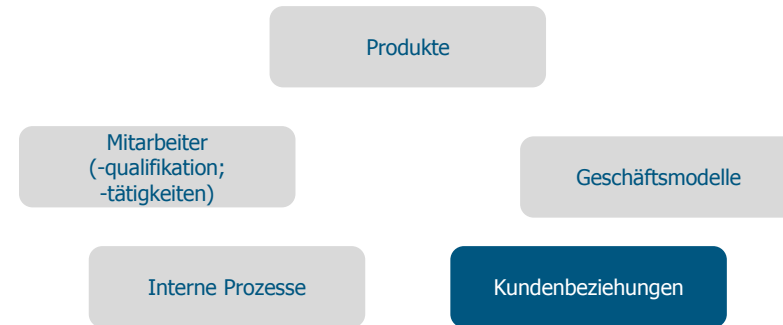 Produkte
Mitarbeiter
(-qualifikation;
-tätigkeiten)
Geschäftsmodelle
Interne Prozesse
Kundenbeziehungen